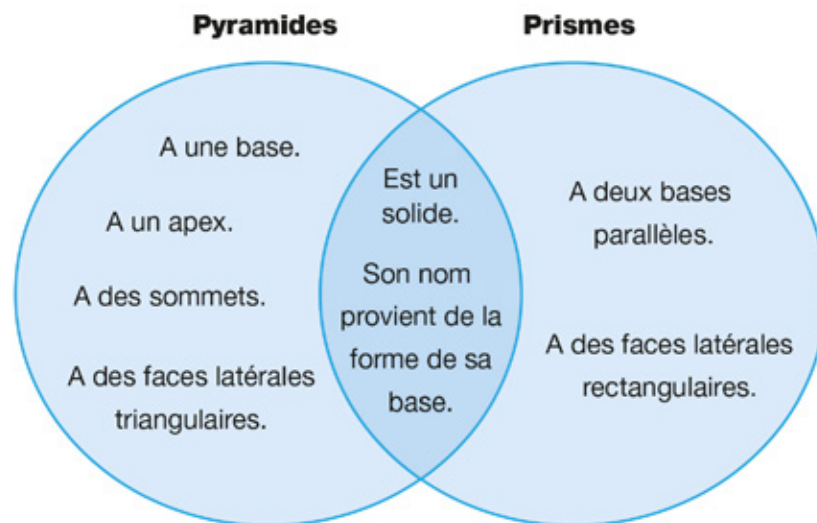 Pyramides
Prismes
A une base.
A un apex.
A des sommets.
A des faces latérales
triangulaires.
Est un
solide.
Son nom
provient de la
forme de sa
base.
A deux bases
parallèles.
A des faces latérales
rectangulaires.